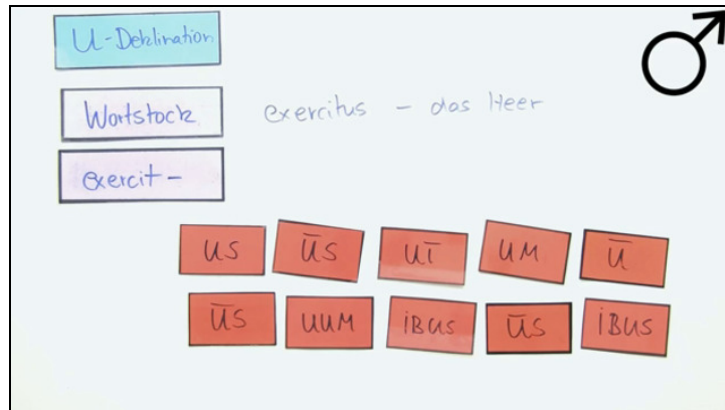 U-Deklination
Wortstock exercitus - das Heer
exercit-
US ŪS UĪ UM Ū
ŪS UUM iBUS ŪS iBUS